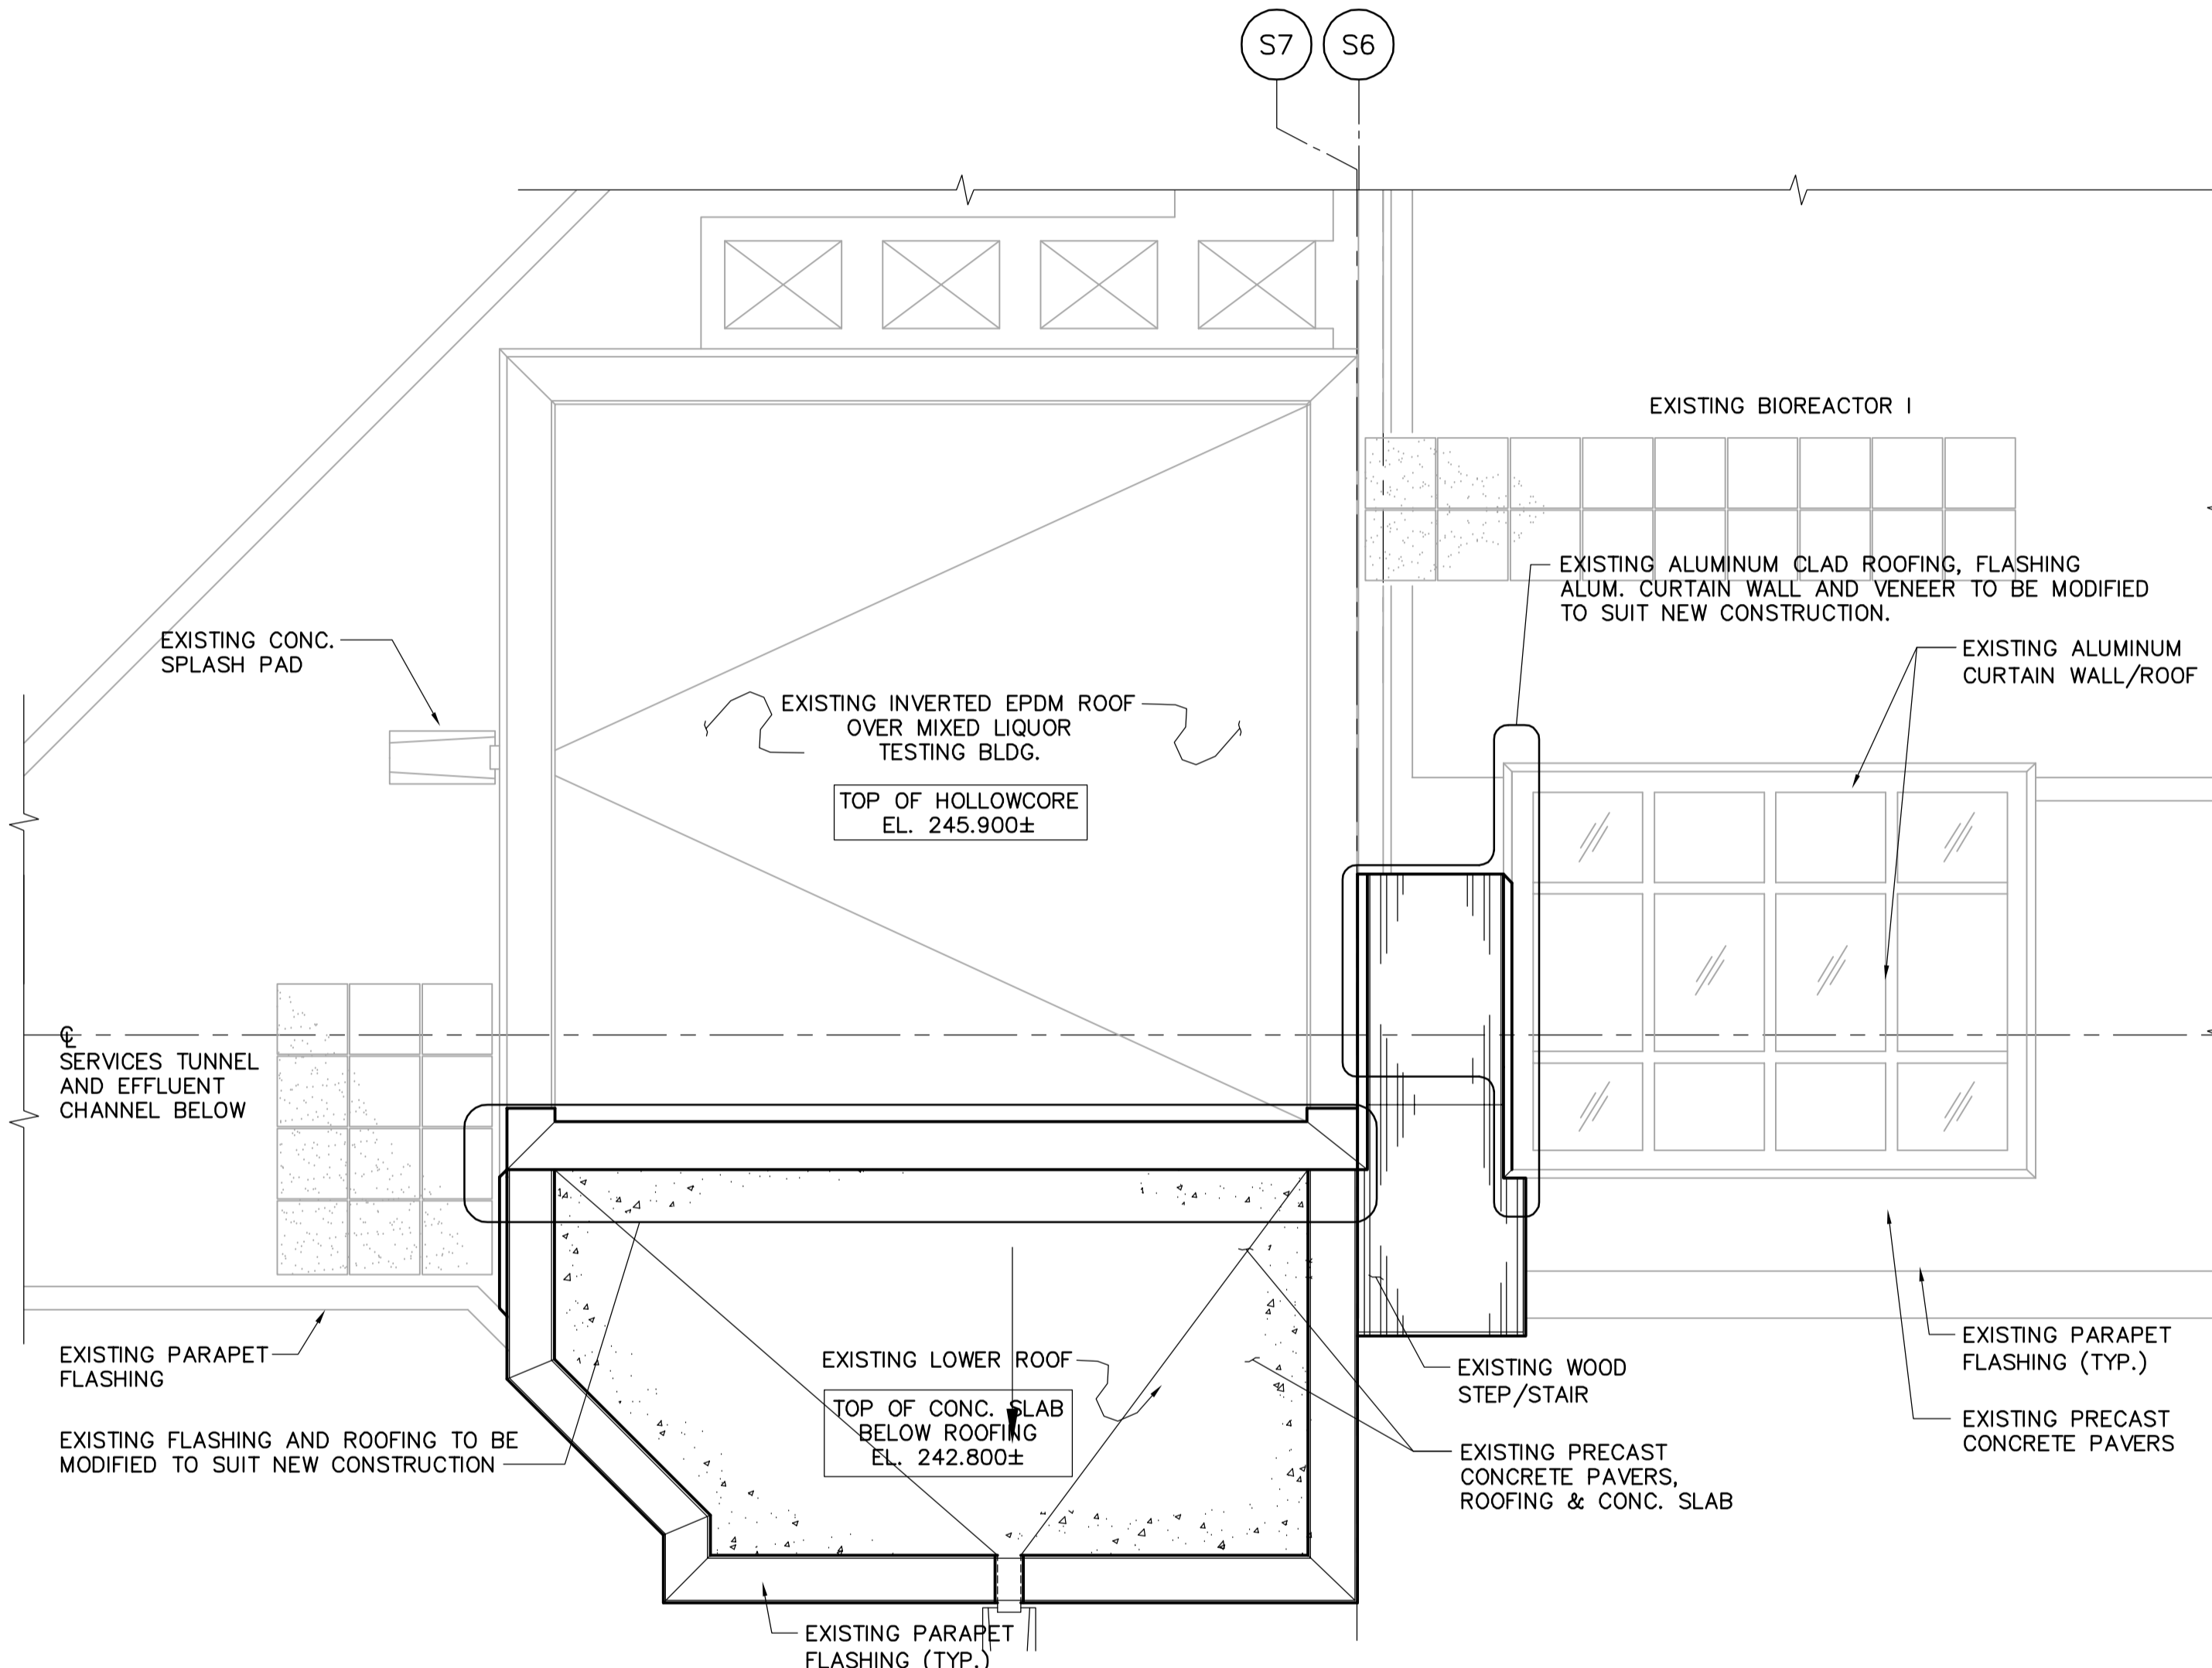 S7 S6
EXISTING BIOREACTOR I
EXISTING ALUMINUM CLAD ROOFING, FLASHING
ALUM. CURTAIN WALL AND VENEER TO BE MODIFIED
TO SUIT NEW CONSTRUCTION.
EXISTING CONC.
SPLASH PAD
EXISTING ALUMINUM
CURTAIN WALL/ROOF
EXISTING INVERTED EPDM ROOF
OVER MIXED LIQUOR
TESTING BLDG.
TOP OF HOLLOWCORE
EL. 245.900±
℄
SERVICES TUNNEL
AND EFFLUENT
CHANNEL BELOW
EXISTING PARAPET
FLASHING
EXISTING FLASHING AND ROOFING TO BE
MODIFIED TO SUIT NEW CONSTRUCTION
EXISTING LOWER ROOF
TOP OF CONC. SLAB
BELOW ROOFING
EL. 242.800±
EXISTING WOOD
STEP/STAIR
EXISTING PRECAST
CONCRETE PAVERS,
ROOFING & CONC. SLAB
EXISTING PARAPET
FLASHING (TYP.)
EXISTING PRECAST
CONCRETE PAVERS
EXISTING PARAPET
FLASHING (TYP.)